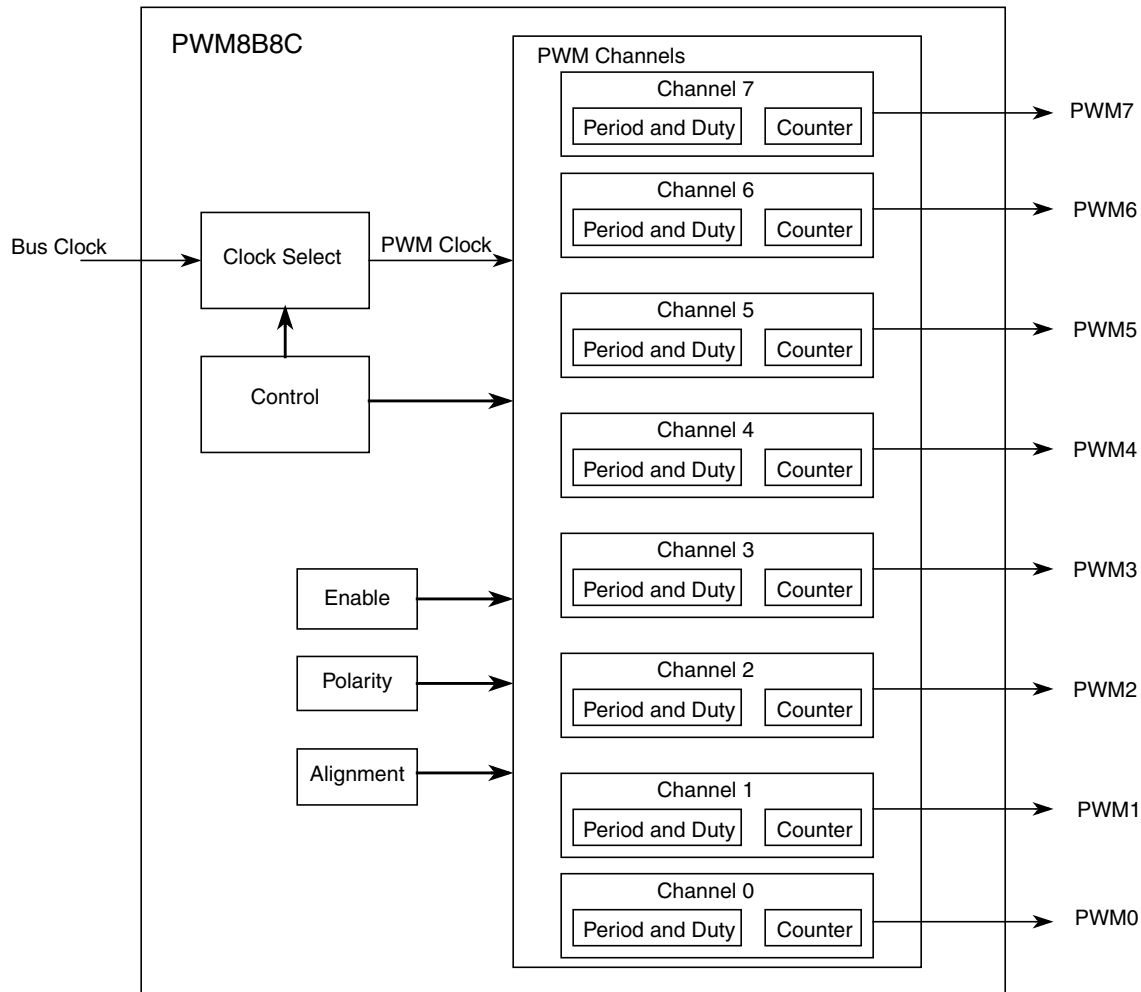 PWM8B8C
PWM Channels
Channel 7
Period and Duty
Counter
PWM7
Channel 6
Period and Duty
Counter
PWM6
Bus Clock
Clock Select
PWM Clock
Channel 5
Period and Duty
Counter
PWM5
Control
Channel 4
Period and Duty
Counter
PWM4
Channel 3
Period and Duty
Counter
PWM3
Enable
Polarity
Channel 2
Period and Duty
Counter
PWM2
Alignment
Channel 1
Period and Duty
Counter
PWM1
Channel 0
Period and Duty
Counter
PWM0